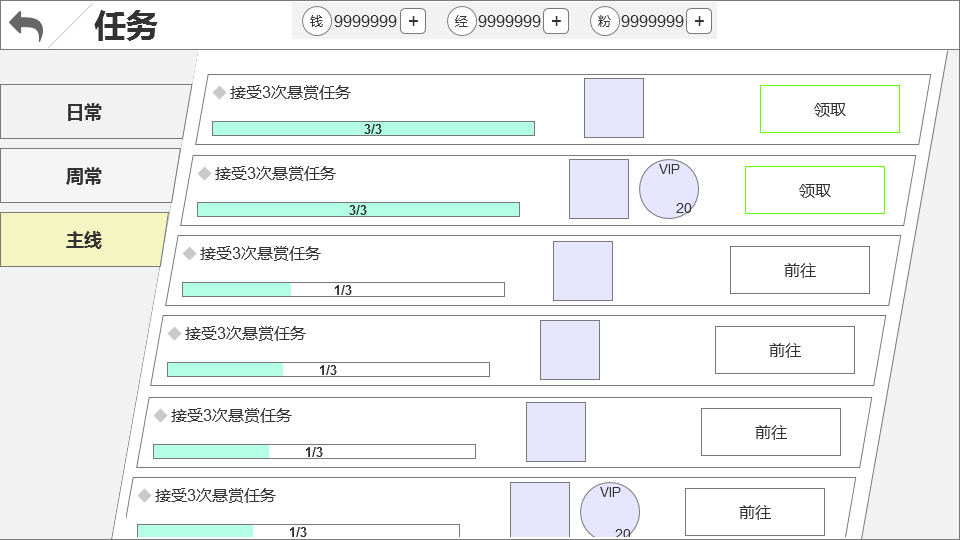 任务
钱 9999999 + 经 9999999 + 粉 9999999 +
日常
周常
主线
接受3次悬赏任务
3/3
领取
接受3次悬赏任务
3/3
VIP
20
领取
接受3次悬赏任务
1/3
前往
接受3次悬赏任务
1/3
前往
接受3次悬赏任务
1/3
前往
接受3次悬赏任务
1/3
VIP
20
前往